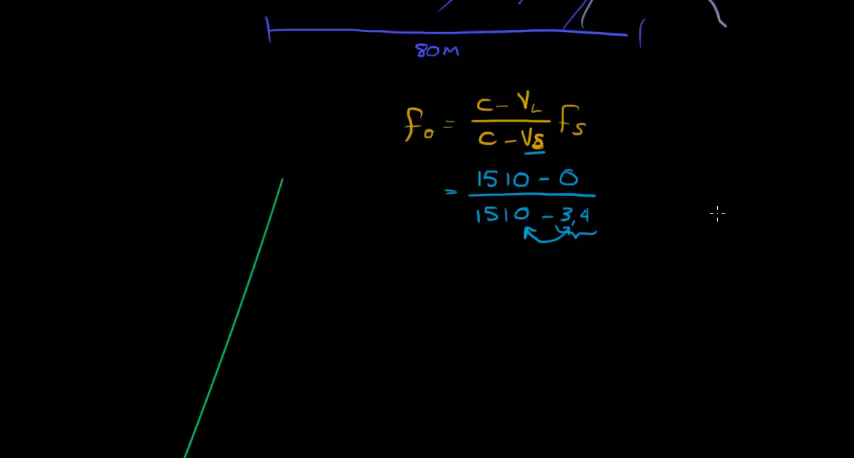 80M
f₀ = (C - V_L)/(C - V_s) f_s
= (1510 - 0)/(1510 - 3,4)